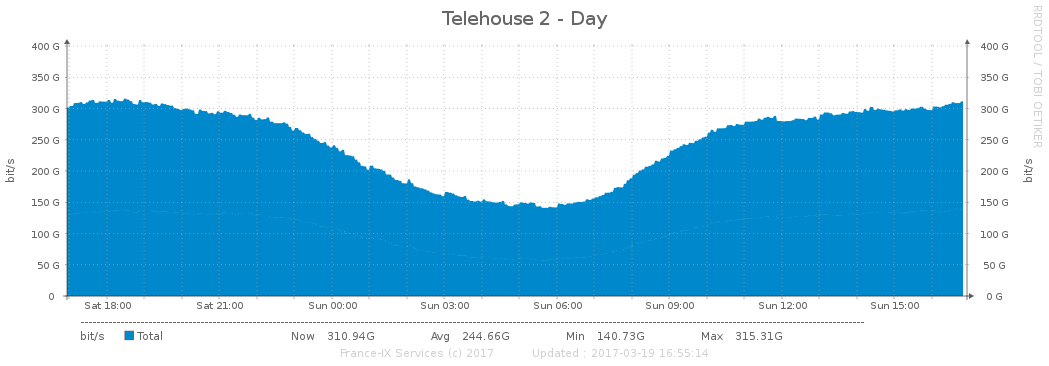 Telehouse 2 - Day
RRDTOOL / TOBI OETIKER
400 G 400 G
350 G 350 G
300 G 300 G
250 G 250 G
200 G 200 G
150 G 150 G
100 G 100 G
50 G 50 G
0 0 G
bit/s bit/s
Sat 18:00 Sat 21:00 Sun 00:00 Sun 03:00 Sun 06:00 Sun 09:00 Sun 12:00 Sun 15:00
bit/s Total Now 310.94G Avg 244.66G Min 140.73G Max 315.31G
France-IX Services (c) 2017 Updated : 2017-03-19 16:55:14